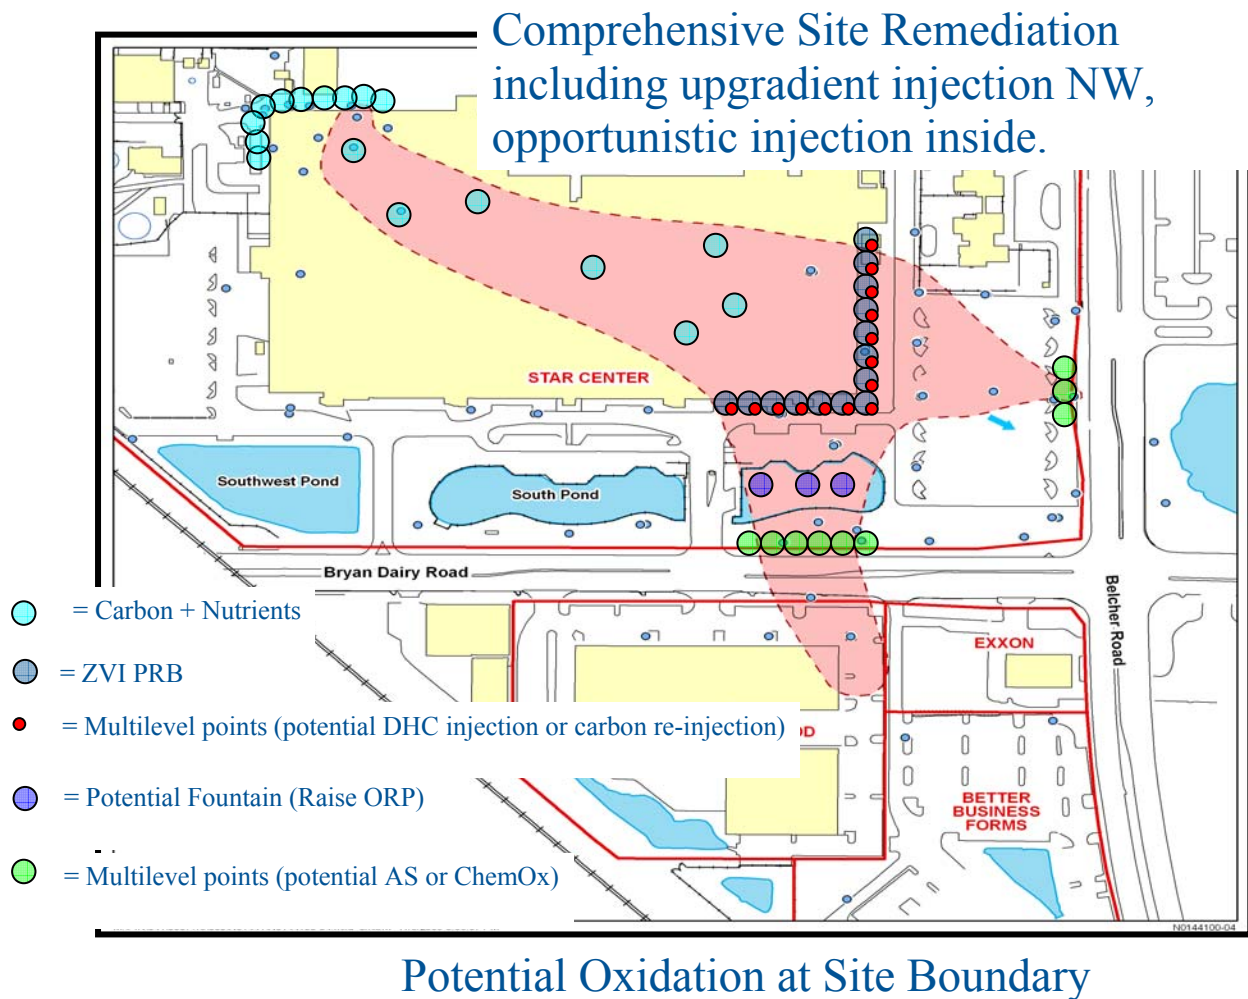 Comprehensive Site Remediation
including upgradient injection NW,
opportunistic injection inside.
STAR CENTER
Southwest Pond
South Pond
Bryan Dairy Road
Belcher Road
= Carbon + Nutrients
EXXON
= ZVI PRB
= Multilevel points (potential DHC injection or carbon re-injection)
= Potential Fountain (Raise ORP)
BETTER
BUSINESS
FORMS
= Multilevel points (potential AS or ChemOx)
N0144100-04
Potential Oxidation at Site Boundary